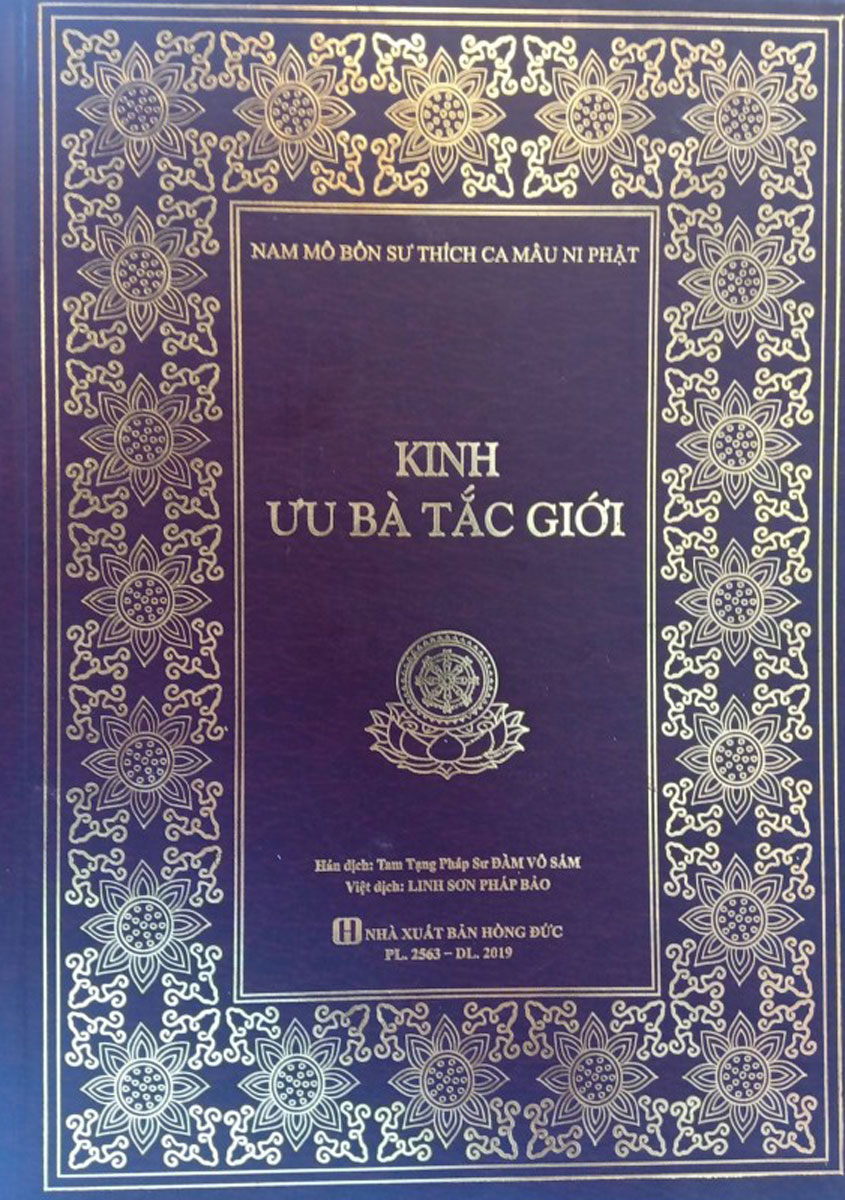 NAM MÔ BỔN SƯ THÍCH CA MÂU NI PHẬT
KINH
ƯU BÀ TẮC GIỚI
Hán dịch: Tam Tạng Pháp Sư ĐÀM VÔ SẤM
Việt dịch: LINH SƠN PHÁP BẢO
H NHÀ XUẤT BẢN HỒNG ĐỨC
PL. 2563 – DL. 2019